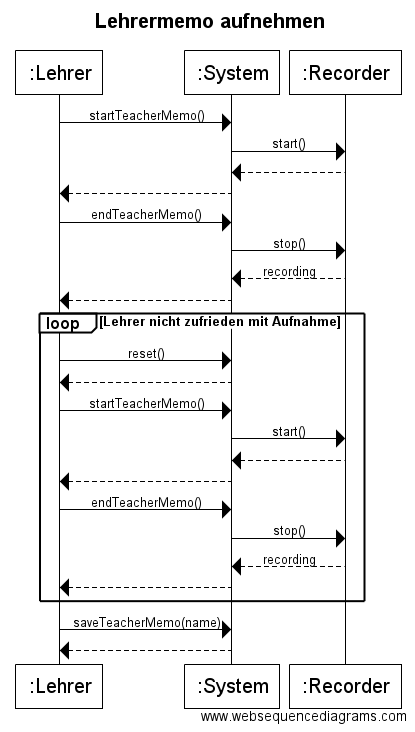 Lehrermemo aufnehmen
:Lehrer :System :Recorder
startTeacherMemo()
start()
endTeacherMemo()
stop()
recording
loop [Lehrer nicht zufrieden mit Aufnahme]
reset()
startTeacherMemo()
start()
endTeacherMemo()
stop()
recording
saveTeacherMemo(name)
:Lehrer :System :Recorder
www.websequencediagrams.com